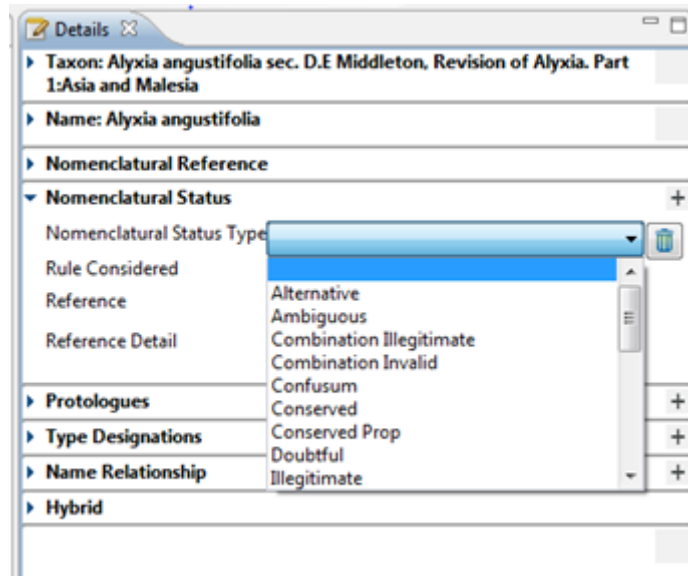 Details
Taxon: Alyxia angustifolia sec. D.E Middleton, Revision of Alyxia. Part
1:Asia and Malesia
Name: Alyxia angustifolia
Nomenclatural Reference
Nomenclatural Status
Nomenclatural Status Type
Rule Considered
Reference
Reference Detail
Alternative
Ambiguous
Combination Illegitimate
Combination Invalid
Confusum
Conserved
Conserved Prop
Doubtful
Illegitimate
Protologues
Type Designations
Name Relationship
Hybrid